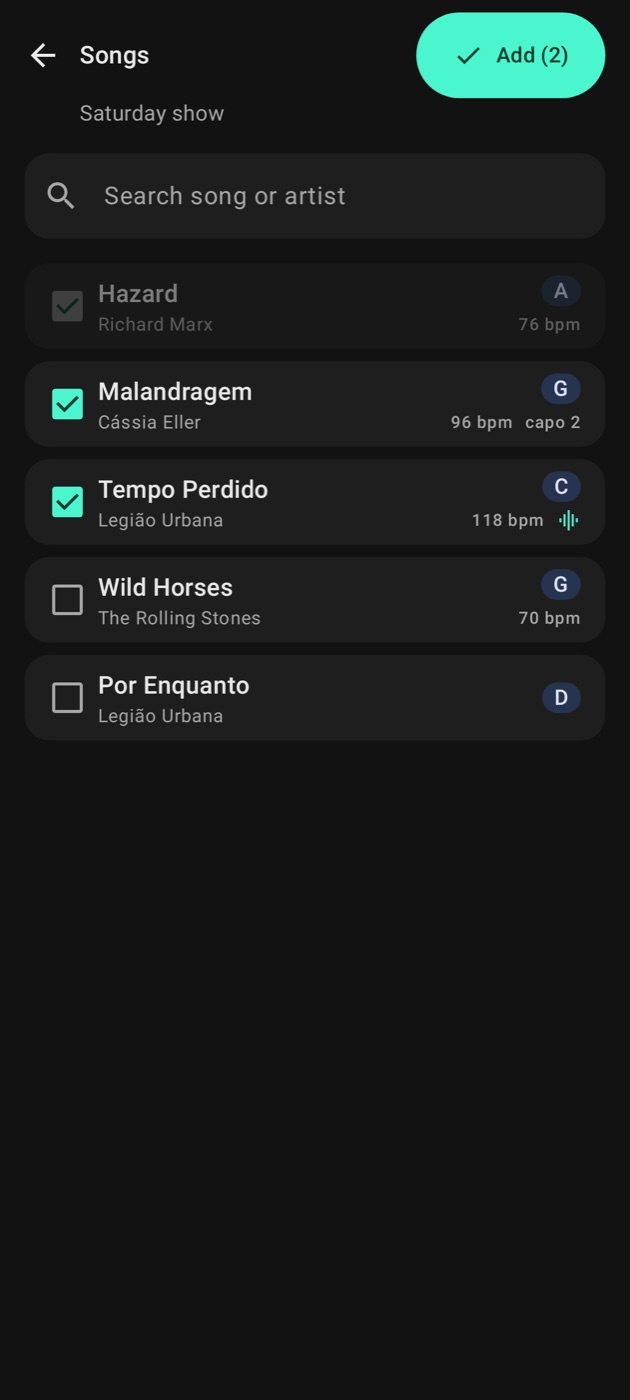 Songs
Add (2)
Saturday show
Search song or artist
Hazard
A
Richard Marx
76 bpm
Malandragem
G
Cássia Eller
96 bpm capo 2
Tempo Perdido
C
Legião Urbana
118 bpm
Wild Horses
G
The Rolling Stones
70 bpm
Por Enquanto
D
Legião Urbana